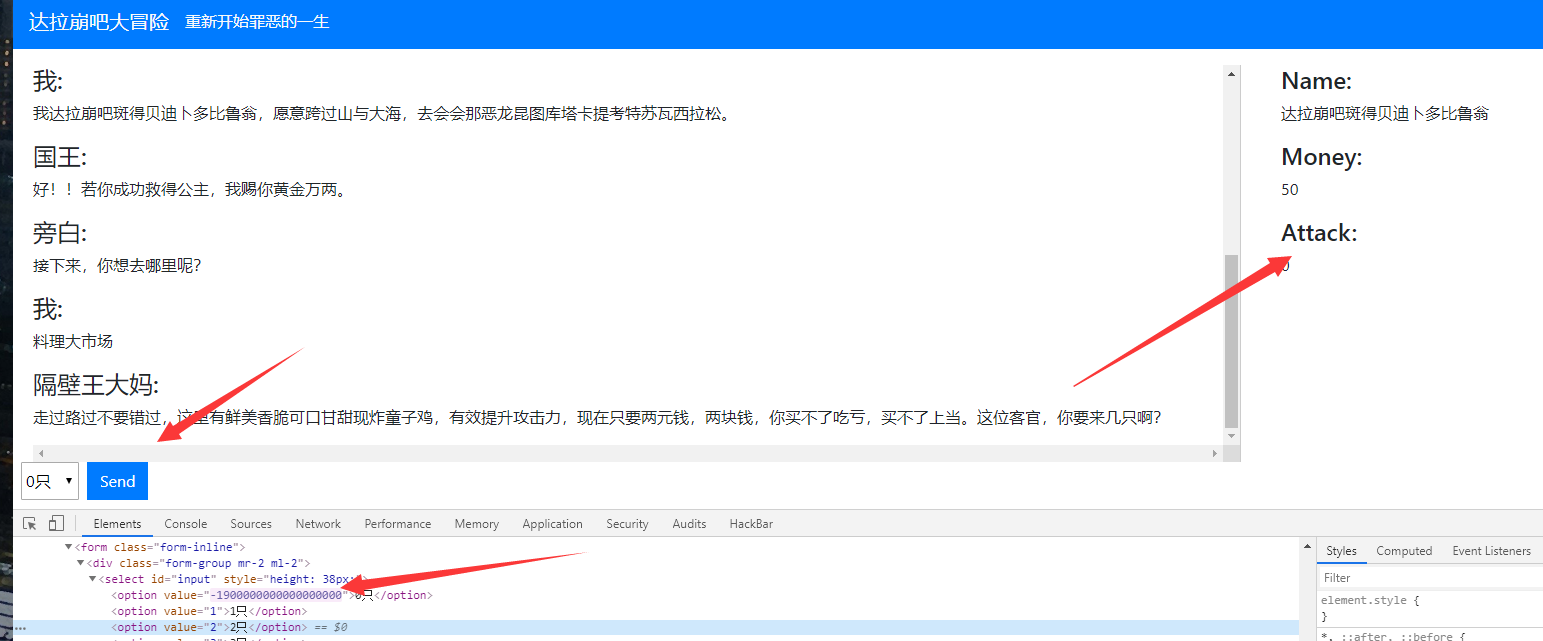 达拉崩吧大冒险 重新开始罪恶的一生
我:
我达拉崩吧斑得贝迪卜多比鲁翁，愿意跨过山与大海，去会会那恶龙昆图库塔卡提考特苏瓦西拉松。
国王:
好！！若你成功救得公主，我赐你黄金万两。
旁白:
接下来，你想去哪里呢？
我:
料理大市场
隔壁王大妈:
走过路过不要错过，这里有鲜美香脆可口甘甜现炸童子鸡，有效提升攻击力，现在只要两元钱，两块钱，你买不了吃亏，买不了上当。这位客官，你要来几只啊？
Name:
达拉崩吧斑得贝迪卜多比鲁翁
Money:
50
Attack:
0
0只 Send
Elements Console Sources Network Performance Memory Application Security Audits HackBar
<form class="form-inline">
<div class="form-group mr-2 ml-2">
<select id="input" style="height: 38px;">
<option value="-1900000000000000000">0只</option>
<option value="1">1只</option>
<option value="2">2只</option> == $0
Styles Computed Event Listeners
Filter
element.style {
}
*, ::after, ::before {